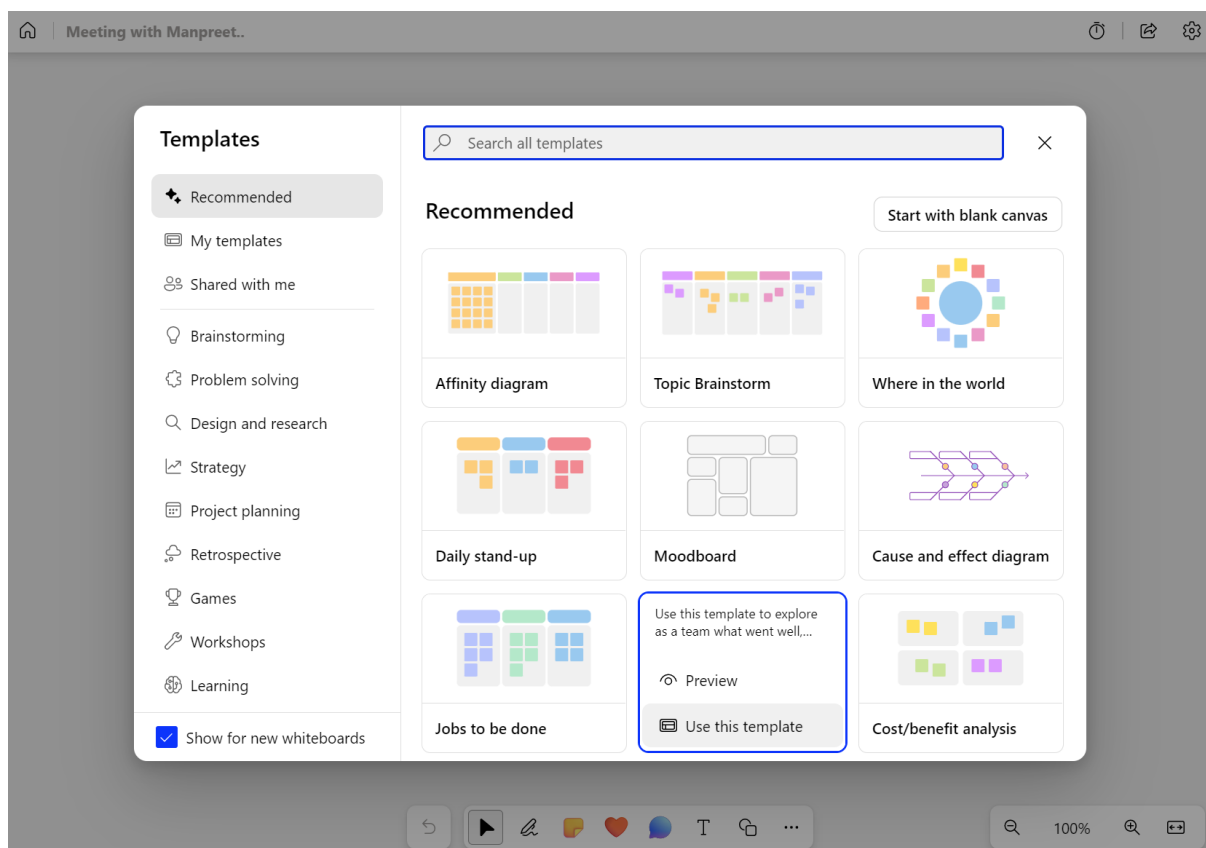 Meeting with Manpreet..
Templates
Search all templates
Recommended
My templates
Shared with me
Brainstorming
Problem solving
Design and research
Strategy
Project planning
Retrospective
Games
Workshops
Learning
Show for new whiteboards
Recommended
Start with blank canvas
Affinity diagram
Topic Brainstorm
Where in the world
Daily stand-up
Moodboard
Cause and effect diagram
Jobs to be done
Use this template to explore
as a team what went well,...
Preview
Use this template
Cost/benefit analysis
T
100%